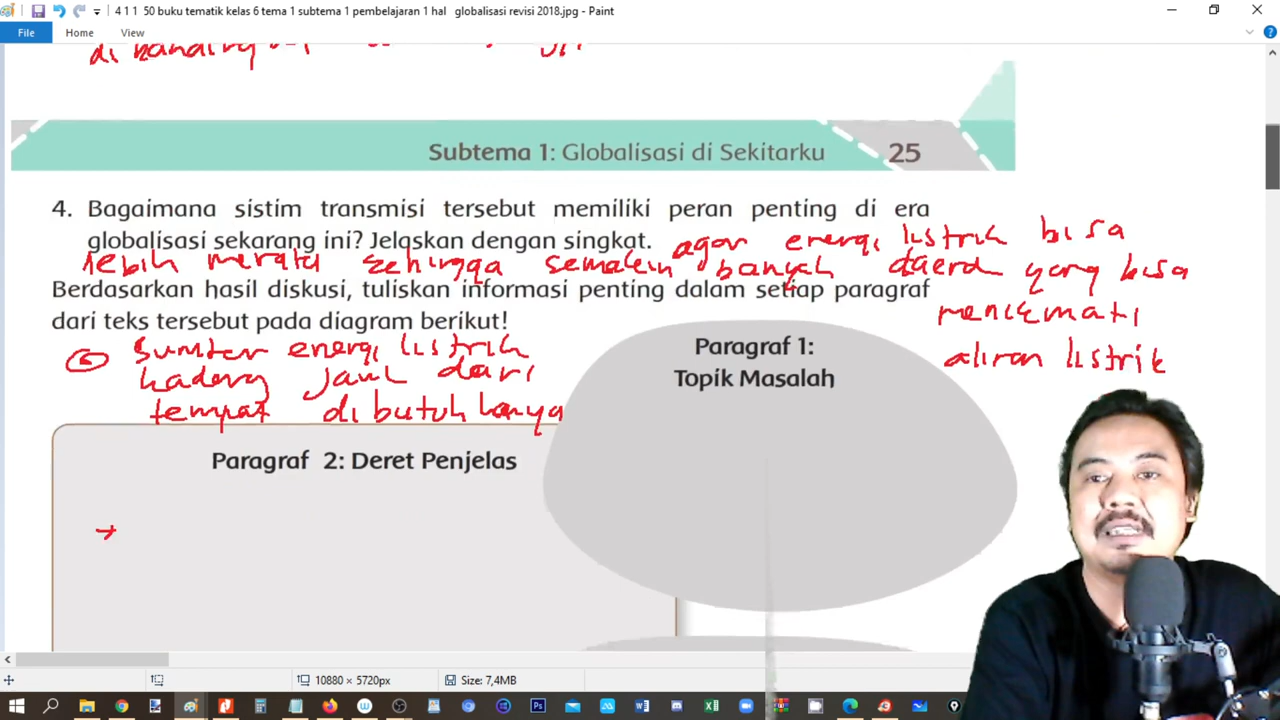 4 1 1 50 buku tematik kelas 6 tema 1 subtema 1 pembelajaran 1 hal globalisasi revisi 2018.jpg - Paint
File Home View
di banding
Subtema 1: Globalisasi di Sekitarku 25
4. Bagaimana sistim transmisi tersebut memiliki peran penting di era
globalisasi sekarang ini? Jelaskan dengan singkat. agar energi listrik bisa
lebih merata sehingga semakin banyak daerah yang bisa
Berdasarkan hasil diskusi, tuliskan informasi penting dalam setiap paragraf
menikmati
dari teks tersebut pada diagram berikut!
sumber energi listrik
aliran listrik
Paragraf 1:
kadang jauh dari
Topik Masalah
tempat dibutuhkanya
Paragraf 2: Deret Penjelas
10880 × 5720px
Size: 7,4MB